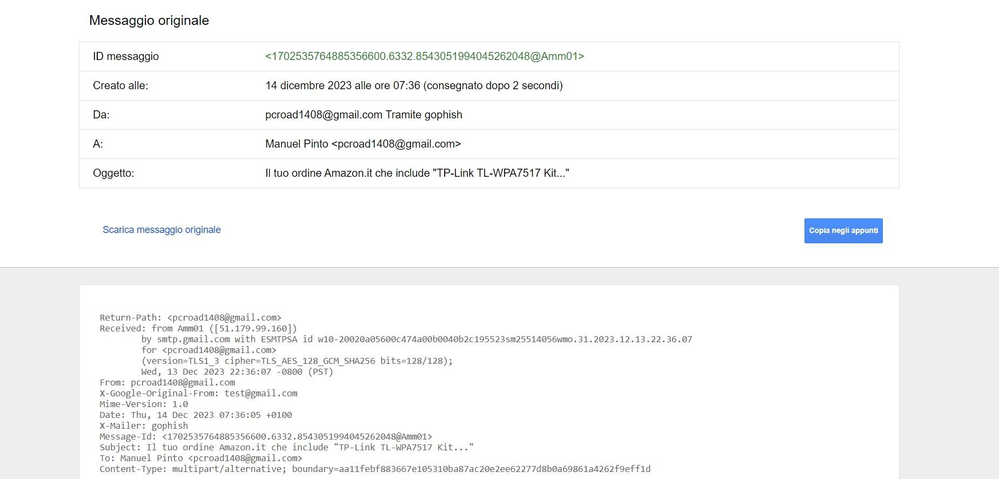 Messaggio originale
ID messaggio <1702535764885356600.6332.8543051994045262048@Amm01>
Creato alle: 14 dicembre 2023 alle ore 07:36 (consegnato dopo 2 secondi)
Da: pcroad1408@gmail.com Tramite gophish
A: Manuel Pinto <pcroad1408@gmail.com>
Oggetto: Il tuo ordine Amazon.it che include "TP-Link TL-WPA7517 Kit..."
Scarica messaggio originale Copia negli appunti
Return-Path: <pcroad1408@gmail.com>
Received: from Amm01 ([51.179.99.160])
by smtp.gmail.com with ESMTPSA id w10-20020a05600c474a00b0040b2c195523sm25514056wmo.31.2023.12.13.22.36.07
for <pcroad1408@gmail.com>
(version=TLS1_3 cipher=TLS_AES_128_GCM_SHA256 bits=128/128);
Wed, 13 Dec 2023 22:36:07 -0800 (PST)
From: pcroad1408@gmail.com
X-Google-Original-From: test@gmail.com
Mime-Version: 1.0
Date: Thu, 14 Dec 2023 07:36:05 +0100
X-Mailer: gophish
Message-Id: <1702535764885356600.6332.8543051994045262048@Amm01>
Subject: Il tuo ordine Amazon.it che include "TP-Link TL-WPA7517 Kit..."
To: Manuel Pinto <pcroad1408@gmail.com>
Content-Type: multipart/alternative; boundary=aa11febf883667e105310ba87ac20e2ee62277d8b0a69861a4262f9eff1d